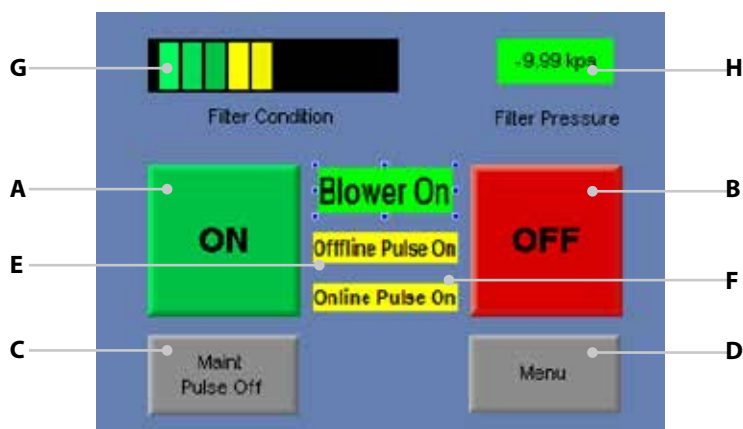 G
-9.99 kpa
H
Filter Condition
Filter Pressure
A
Blower On
B
ON
OFF
Offfline Pulse On
E
F
Online Pulse On
C
Maint
Pulse Off
Menu
D